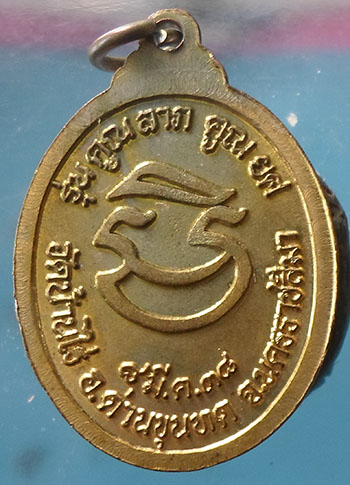 รุ่น คูณ ลาภ คูณ ยศ
มี.ค.๓๘
วัดบ้านไร่ อ.ด่านขุนทด จ.นครราชสีมา